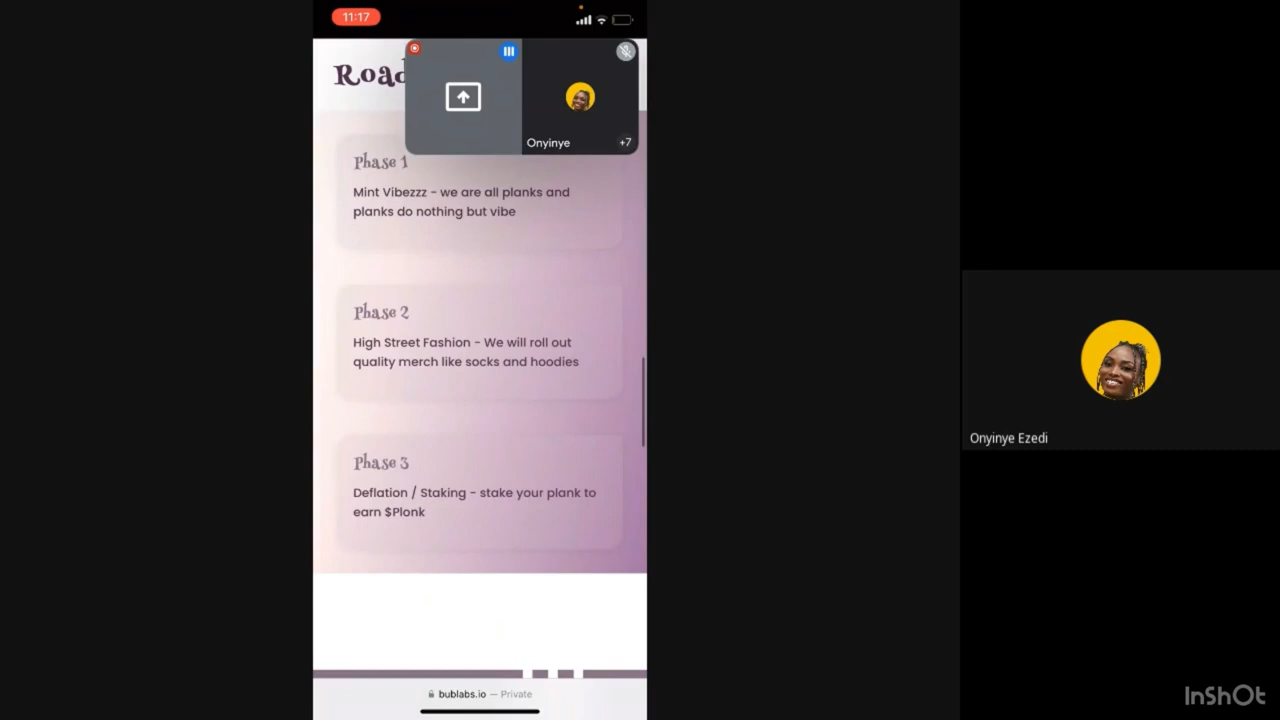 11:17
Road
Onyinye
+7
Phase 1
Mint Vibezzz - we are all planks and
planks do nothing but vibe
Phase 2
High Street Fashion - We will roll out
quality merch like socks and hoodies
Phase 3
Deflation / Staking - stake your plank to
earn $Plonk
Onyinye Ezedi
bublabs.io — Private
InShOt